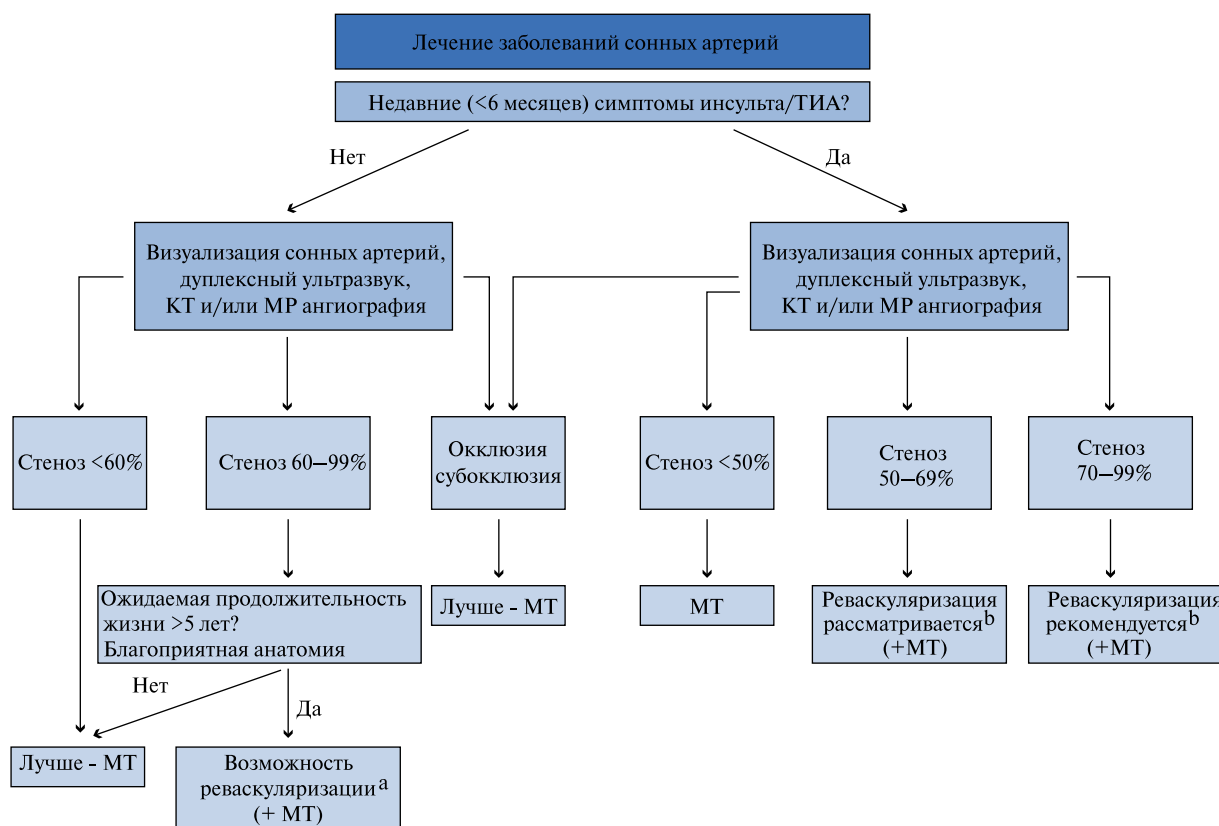 Лечение заболеваний сонных артерий
Недавние (<6 месяцев) симптомы инсульта/ТИА?
Нет
Да
Визуализация сонных артерий,
дуплексный ультразвук,
КТ и/или МР ангиография
Визуализация сонных артерий,
дуплексный ультразвук,
КТ и/или МР ангиография
Стеноз <60%
Стеноз 60–99%
Окклюзия
субокклюзия
Стеноз <50%
Стеноз
50–69%
Стеноз
70–99%
Ожидаемая продолжительность
жизни >5 лет?
Благоприятная анатомия
Лучше - МТ
МТ
Реваскуляризация
рассматривается b
(+МТ)
Реваскуляризация
рекомендуется b
(+МТ)
Нет
Да
Лучше - МТ
Возможность
реваскуляризации a
(+ МТ)